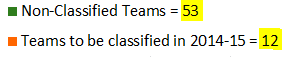 Non-Classified Teams = 53
Teams to be classified in 2014-15 = 12